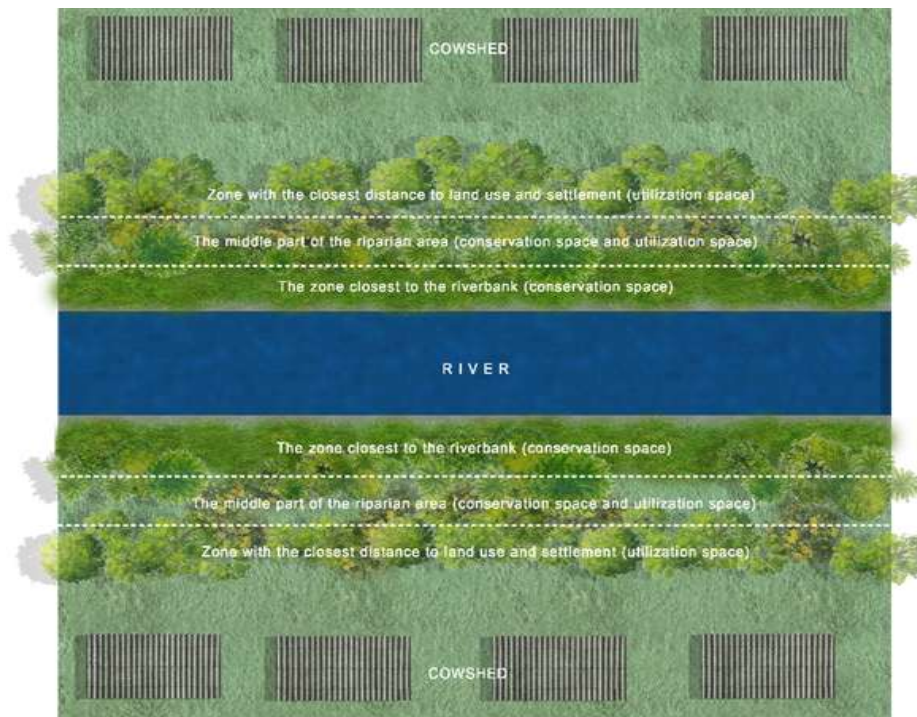 COWSHED
Zone with the closest distance to land use and settlement (utilization space)
The middle part of the riparian area (conservation space and utilization space)
The zone closest to the riverbank (conservation space)
RIVER
The zone closest to the riverbank (conservation space)
The middle part of the riparian area (conservation space and utilization space)
Zone with the closest distance to land use and settlement (utilization space)
COWSHED